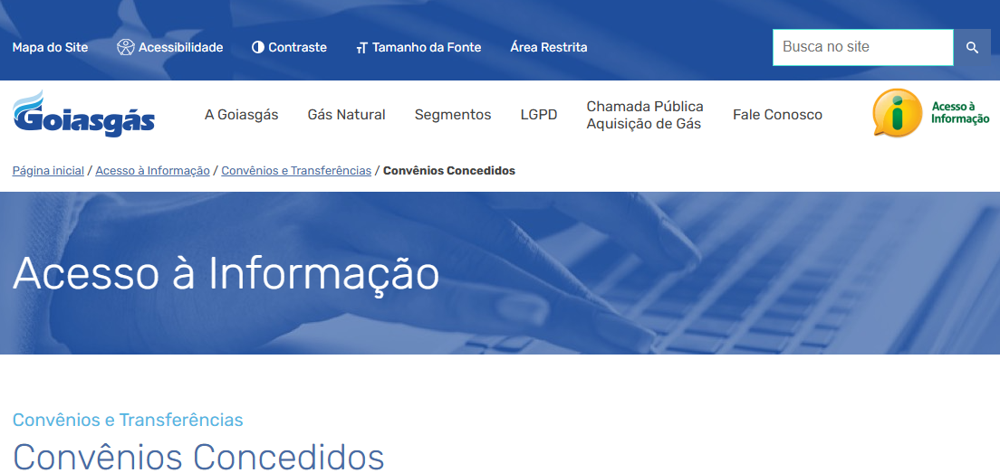 Mapa do Site Acessibilidade Contraste Tamanho da Fonte Área Restrita Busca no site
Goiasgás A Goiasgás Gás Natural Segmentos LGPD Chamada Pública Aquisição de Gás Fale Conosco Acesso à Informação
Página inicial / Acesso à Informação / Convênios e Transferências / Convênios Concedidos
Acesso à Informação
Convênios e Transferências
Convênios Concedidos